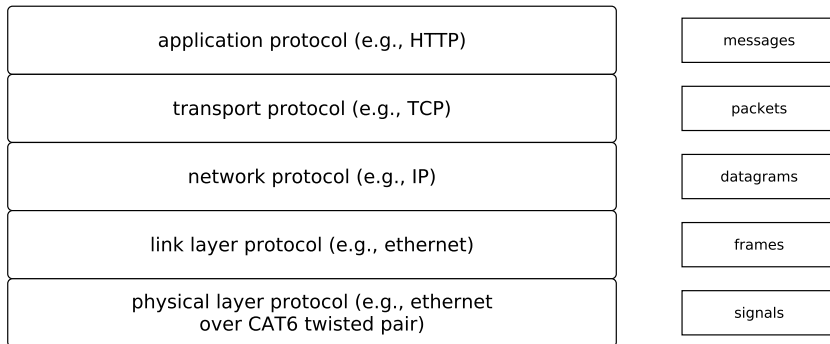 application protocol (e.g., HTTP)
messages
transport protocol (e.g., TCP)
packets
network protocol (e.g., IP)
datagrams
link layer protocol (e.g., ethernet)
frames
physical layer protocol (e.g., ethernet
over CAT6 twisted pair)
signals